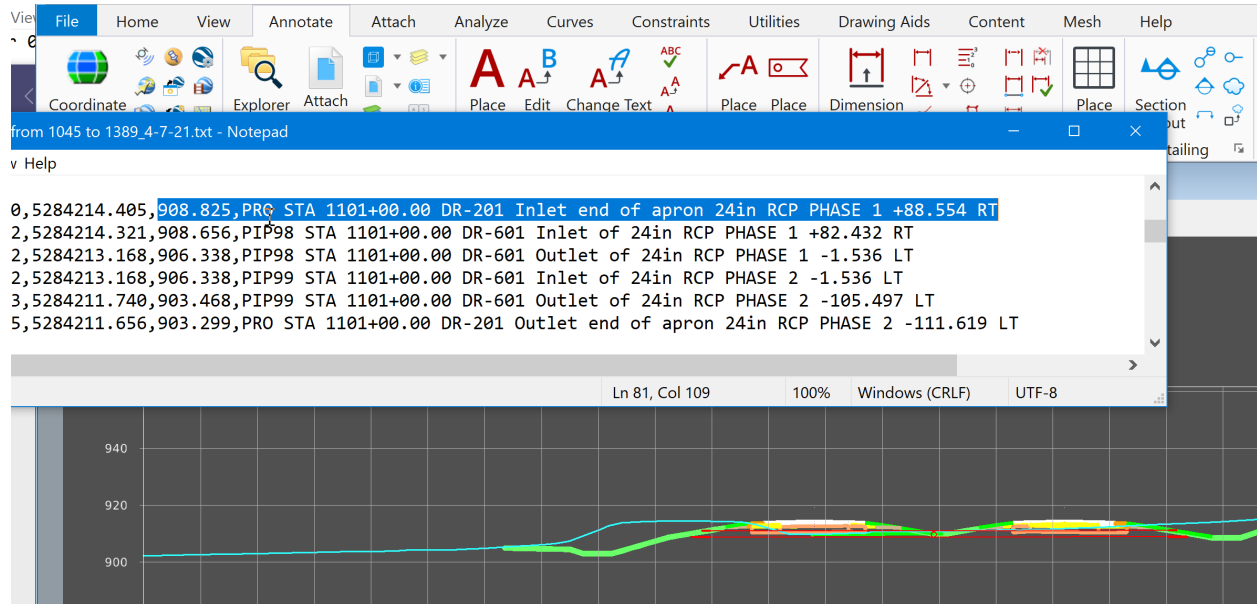 File Home View Annotate Attach Analyze Curves Constraints Utilities Drawing Aids Content Mesh Help
ABC
Coordinate Explorer Attach Place Edit Change Text Place Place Dimension Place Section
from 1045 to 1389_4-7-21.txt - Notepad
Help
0,5284214.405,908.825,PRO STA 1101+00.00 DR-201 Inlet end of apron 24in RCP PHASE 1 +88.554 RT
2,5284214.321,908.656,PIP98 STA 1101+00.00 DR-601 Inlet of 24in RCP PHASE 1 +82.432 RT
2,5284213.168,906.338,PIP98 STA 1101+00.00 DR-601 Outlet of 24in RCP PHASE 1 -1.536 LT
2,5284213.168,906.338,PIP99 STA 1101+00.00 DR-601 Inlet of 24in RCP PHASE 2 -1.536 LT
3,5284211.740,903.468,PIP99 STA 1101+00.00 DR-601 Outlet of 24in RCP PHASE 2 -105.497 LT
5,5284211.656,903.299,PRO STA 1101+00.00 DR-201 Outlet end of apron 24in RCP PHASE 2 -111.619 LT
Ln 81, Col 109 100% Windows (CRLF) UTF-8
940
920
900